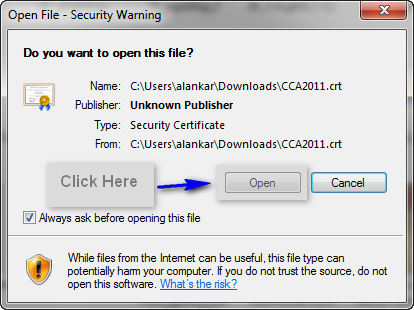 Open File - Security Warning
Do you want to open this file?
Name: C:\Users\alankar\Downloads\CCA2011.crt
Publisher: Unknown Publisher
Type: Security Certificate
From: C:\Users\alankar\Downloads\CCA2011.crt
Click Here Open Cancel
Always ask before opening this file
While files from the Internet can be useful, this file type can
potentially harm your computer. If you do not trust the source, do not
open this software. What's the risk?